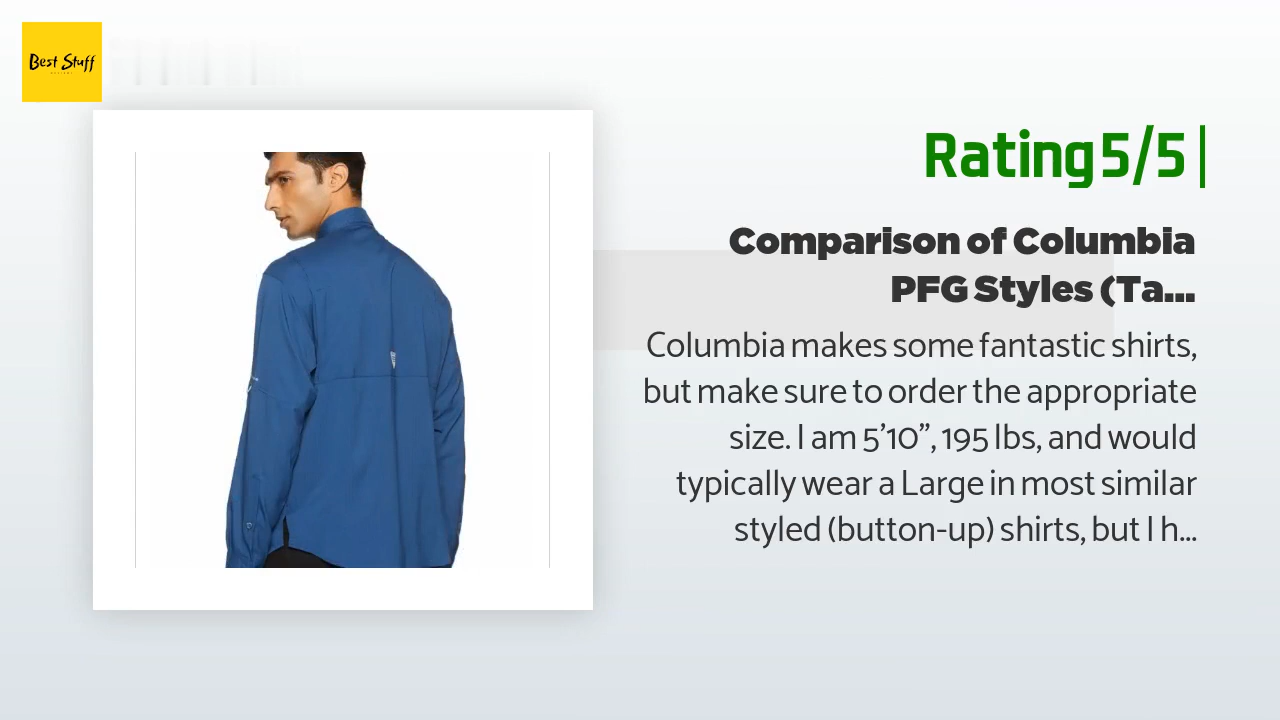 Best Stuff
Rating 5/5
Comparison of Columbia
PFG Styles (Ta...
Columbia makes some fantastic shirts,
but make sure to order the appropriate
size. I am 5’10”, 195 lbs, and would
typically wear a Large in most similar
styled (button-up) shirts, but I h...